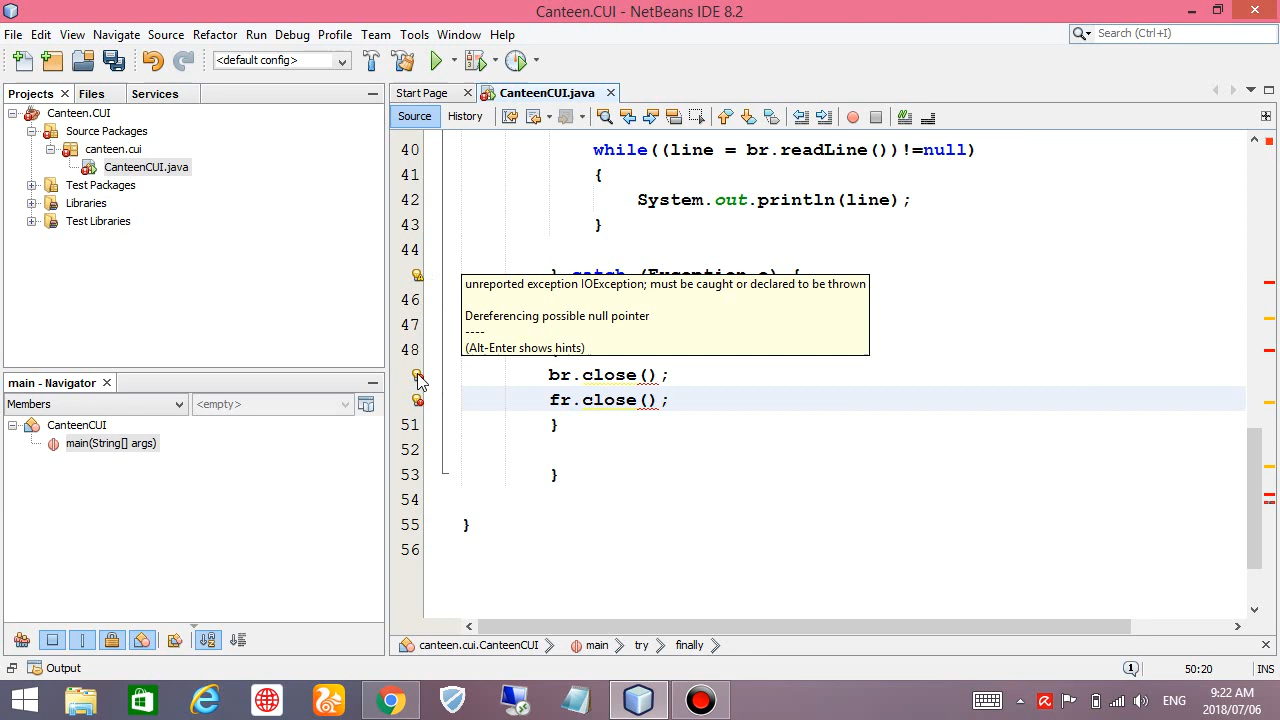 Canteen.CUI - NetBeans IDE 8.2
File Edit View Navigate Source Refactor Run Debug Profile Team Tools Window Help
Search (Ctrl+I)
<default config>
Projects Files Services
Canteen.CUI
Source Packages
canteen.cui
CanteenCUI.java
Test Packages
Libraries
Test Libraries
main - Navigator
Members <empty>
CanteenCUI
main(String[] args)
Start Page CanteenCUI.java
Source History
40 while((line = br.readLine())!=null)
41 {
42 System.out.println(line);
43 }
44
} catch (Exception e) {
unreported exception IOException; must be caught or declared to be thrown
46
Dereferencing possible null pointer
47
----
48
(Alt-Enter shows hints)
br.close();
fr.close();
51 }
52
53 }
54
55 }
56
canteen.cui.CanteenCUI main try finally
Output
1
50:20 INS
ENG
9:22 AM
2018/07/06